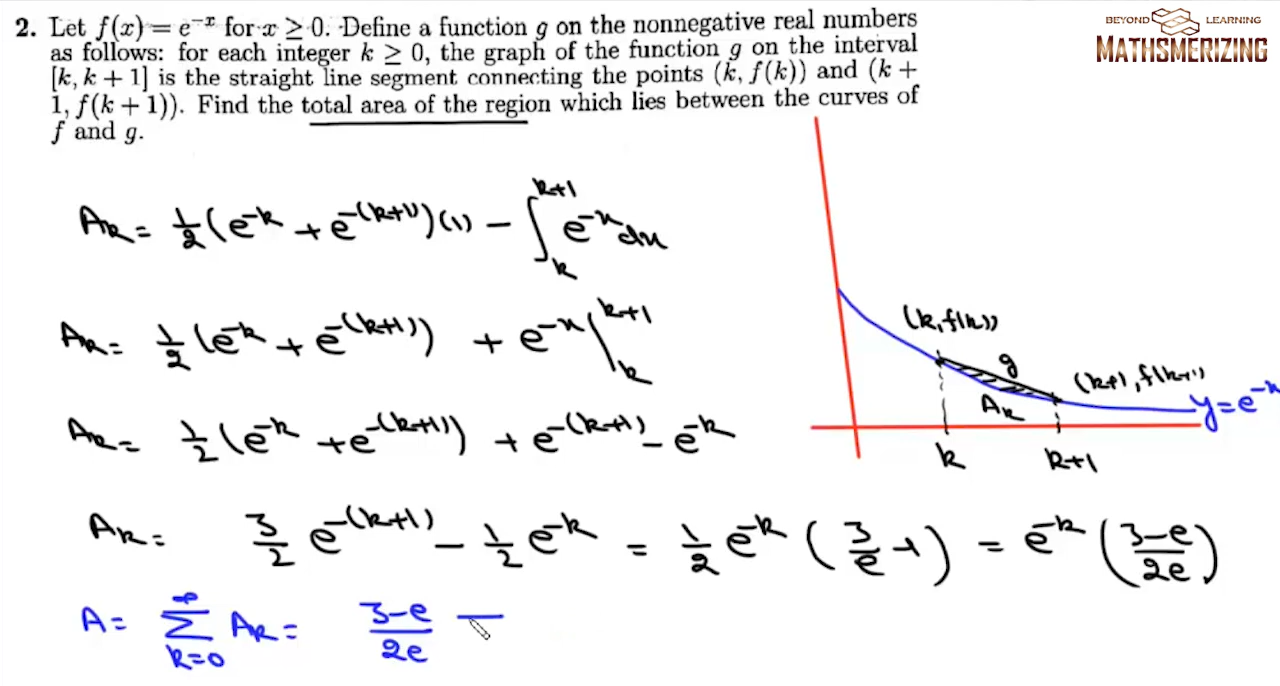 2. Let f(x) = e^{-x} for x ≥ 0. Define a function g on the nonnegative real numbers
as follows: for each integer k ≥ 0, the graph of the function g on the interval
[k, k + 1] is the straight line segment connecting the points (k, f(k)) and (k +
1, f(k + 1)). Find the total area of the region which lies between the curves of
f and g.
BEYOND LEARNING
MATHSMERIZING
A_k = 1/2 (e^{-k} + e^{-(k+1)})(1) - ∫_k^{k+1} e^{-x} dx
A_k = 1/2 (e^{-k} + e^{-(k+1)}) + e^{-x} |_k^{k+1}
A_k = 1/2 (e^{-k} + e^{-(k+1)}) + e^{-(k+1)} - e^{-k}
A_k = 3/2 e^{-(k+1)} - 1/2 e^{-k} = 1/2 e^{-k} (3/e - 1) = e^{-k} ((3-e)/2e)
A = ∑_{k=0}^{∞} A_k = (3-e)/2e
(k, f(k))
g
(k+1, f(k+1)
A_k
y = e^{-x}
k
k+1